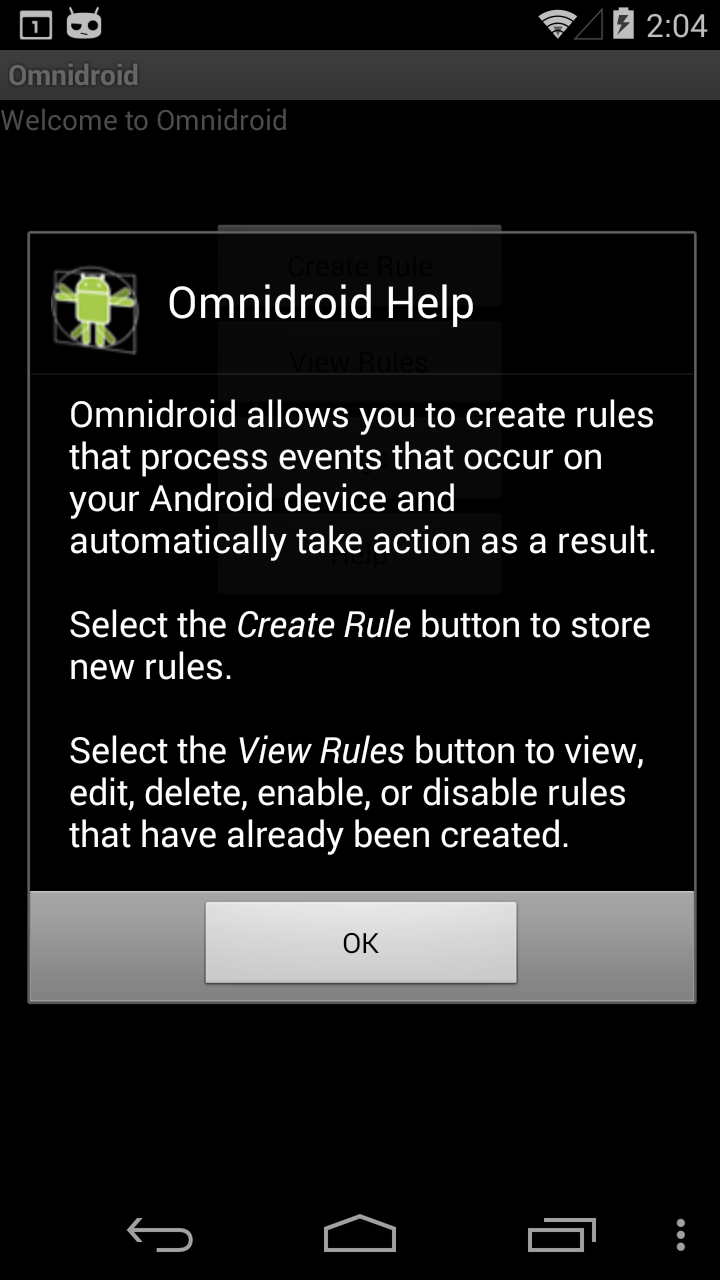 1
2:04
Omnidroid
Welcome to Omnidroid
Create Rule
Omnidroid Help
View Rules
Omnidroid allows you to create rules
that process events that occur on
your Android device and
automatically take action as a result.
Help
Select the Create Rule button to store
new rules.
Select the View Rules button to view,
edit, delete, enable, or disable rules
that have already been created.
OK